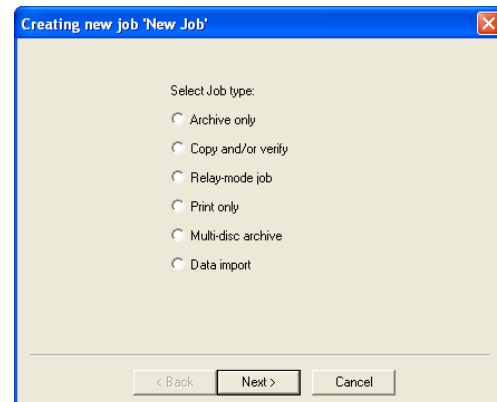 Creating new job 'New Job'
Select Job type:
Archive only
Copy and/or verify
Relay-mode job
Print only
Multi-disc archive
Data import
< Back Next > Cancel